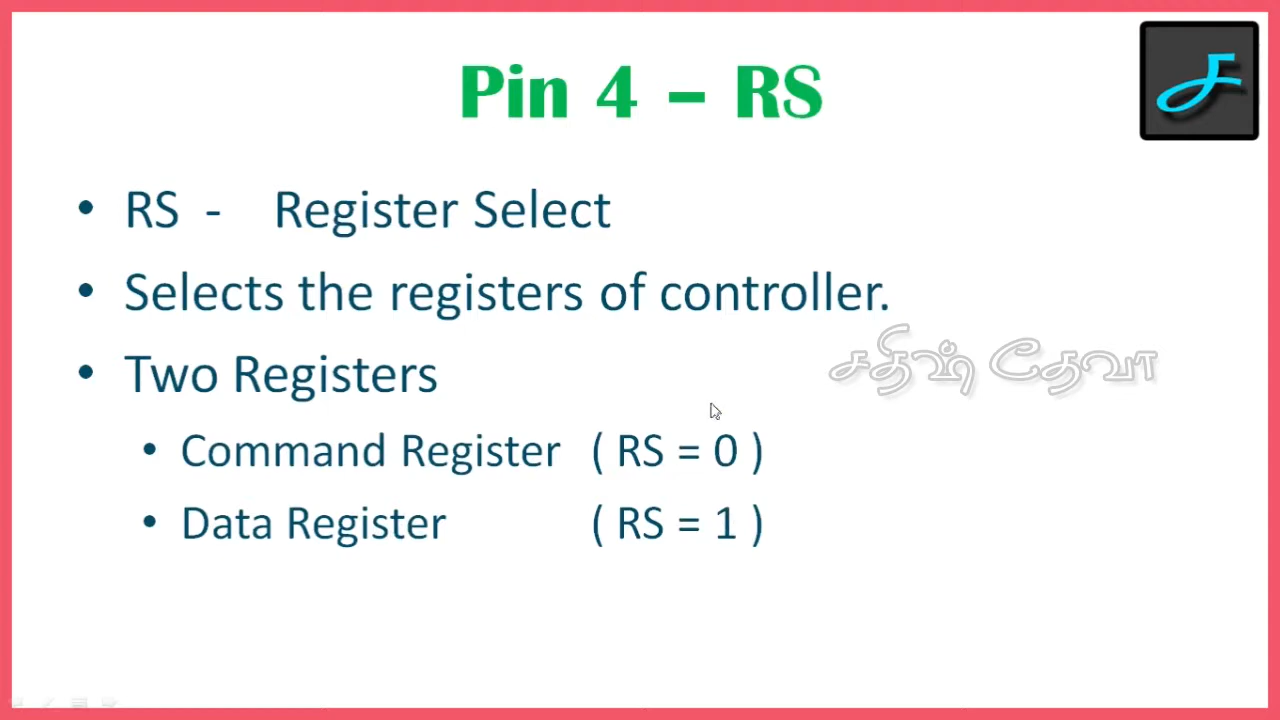 Pin 4 – RS
• RS - Register Select
• Selects the registers of controller.
• Two Registers
சதிஷ் தேவா
• Command Register ( RS = 0 )
• Data Register ( RS = 1 )